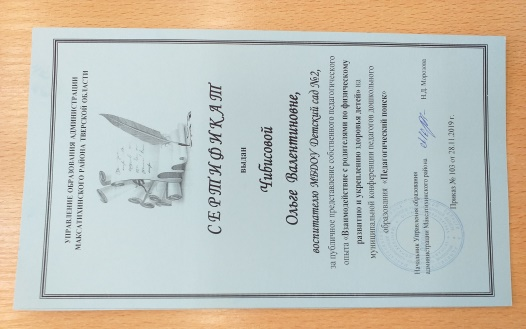 УПРАВЛЕНИЕ ОБРАЗОВАНИЯ АДМИНИСТРАЦИИ
МАКСАТИХИНСКОГО РАЙОНА ТВЕРСКОЙ ОБЛАСТИ
СЕРТИФИКАТ
выдан
Чибисовой
Ольге Валентиновне,
воспитателю МБДОУ Детский сад №2,
за публичное представление собственного педагогического
опыта «Взаимодействие с родителями по физическому
развитию и укреплению здоровья детей» на
муниципальной конференции педагогов дошкольного
образования «Педагогический поиск»
Начальник Управления образования
администрации Максатихинского района Н.Д. Морозова
Приказ № 103 от 28.11.2019 г.